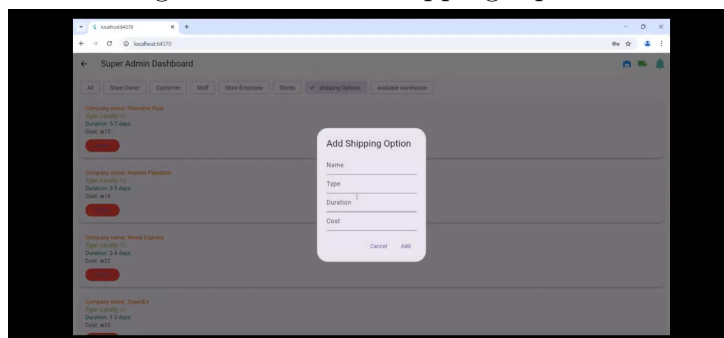 localhost:64370
localhost:64370
Super Admin Dashboard
All
Store Owner
Customer
Staff
Store Employee
Stores
shipping Options
available warehouse
Company name: Palestine Post
Type: Locally
Duration: 5-7 days
Cost: ₪15
Company name: Aramex Palestine
Type: Locally
Duration: 3-5 days
Cost: ₪18
Company name: Wassel Express
Type: Locally
Duration: 2-4 days
Cost: ₪22
Company name:
Type: Locally
Duration: 1-3 days
Cost: ₪25
Add Shipping Option
Name
Type
Duration
Cost
Cancel
Add